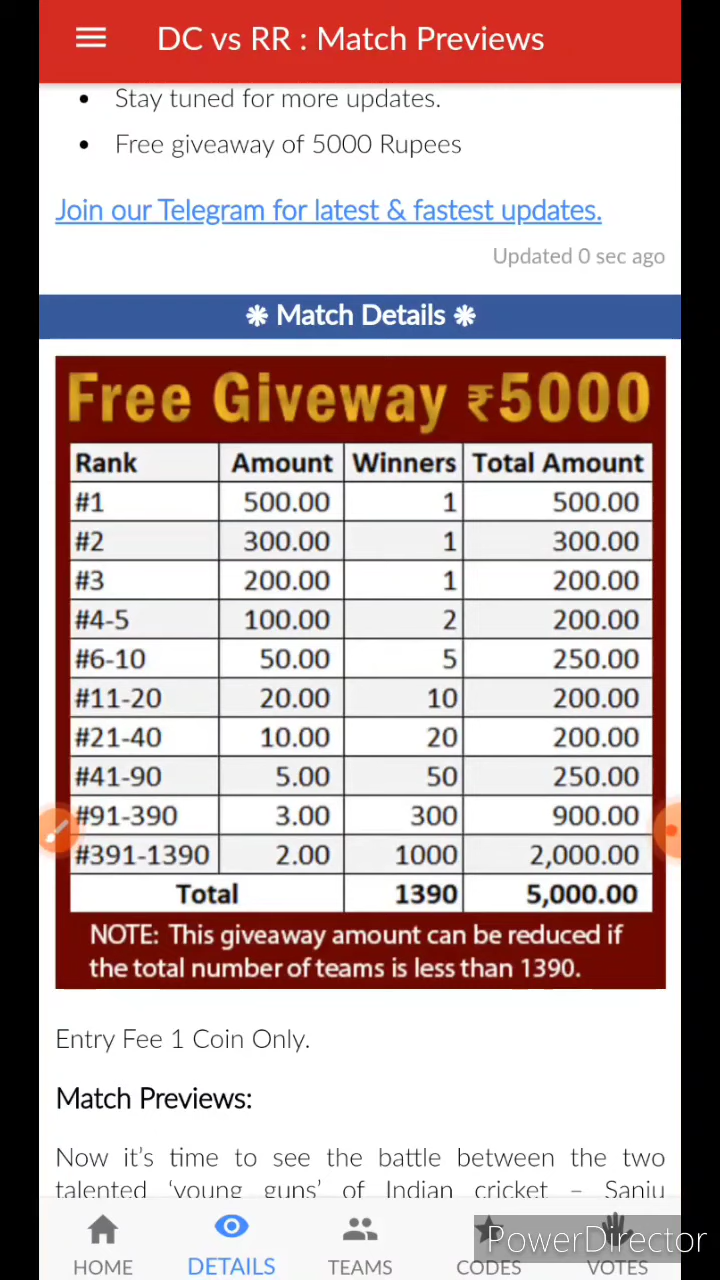 DC vs RR : Match Previews
• Stay tuned for more updates.
• Free giveaway of 5000 Rupees
Join our Telegram for latest & fastest updates.
Updated 0 sec ago
❋ Match Details ❋
Free Giveway ₹5000
Rank Amount Winners Total Amount
#1 500.00 1 500.00
#2 300.00 1 300.00
#3 200.00 1 200.00
#4-5 100.00 2 200.00
#6-10 50.00 5 250.00
#11-20 20.00 10 200.00
#21-40 10.00 20 200.00
#41-90 5.00 50 250.00
#91-390 3.00 300 900.00
#391-1390 2.00 1000 2,000.00
Total 1390 5,000.00
NOTE: This giveaway amount can be reduced if
the total number of teams is less than 1390.
Entry Fee 1 Coin Only.
Match Previews:
Now it's time to see the battle between the two
talented 'young guns' of Indian cricket – Sanju
PowerDirector
HOME DETAILS TEAMS CODES VOTES